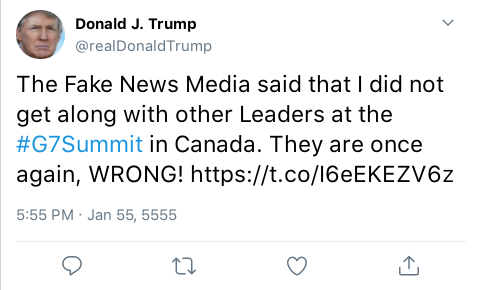 Donald J. Trump
@realDonaldTrump
The Fake News Media said that I did not
get along with other Leaders at the
#G7Summit in Canada. They are once
again, WRONG! https://t.co/I6eEKEZV6z
5:55 PM · Jan 55, 5555